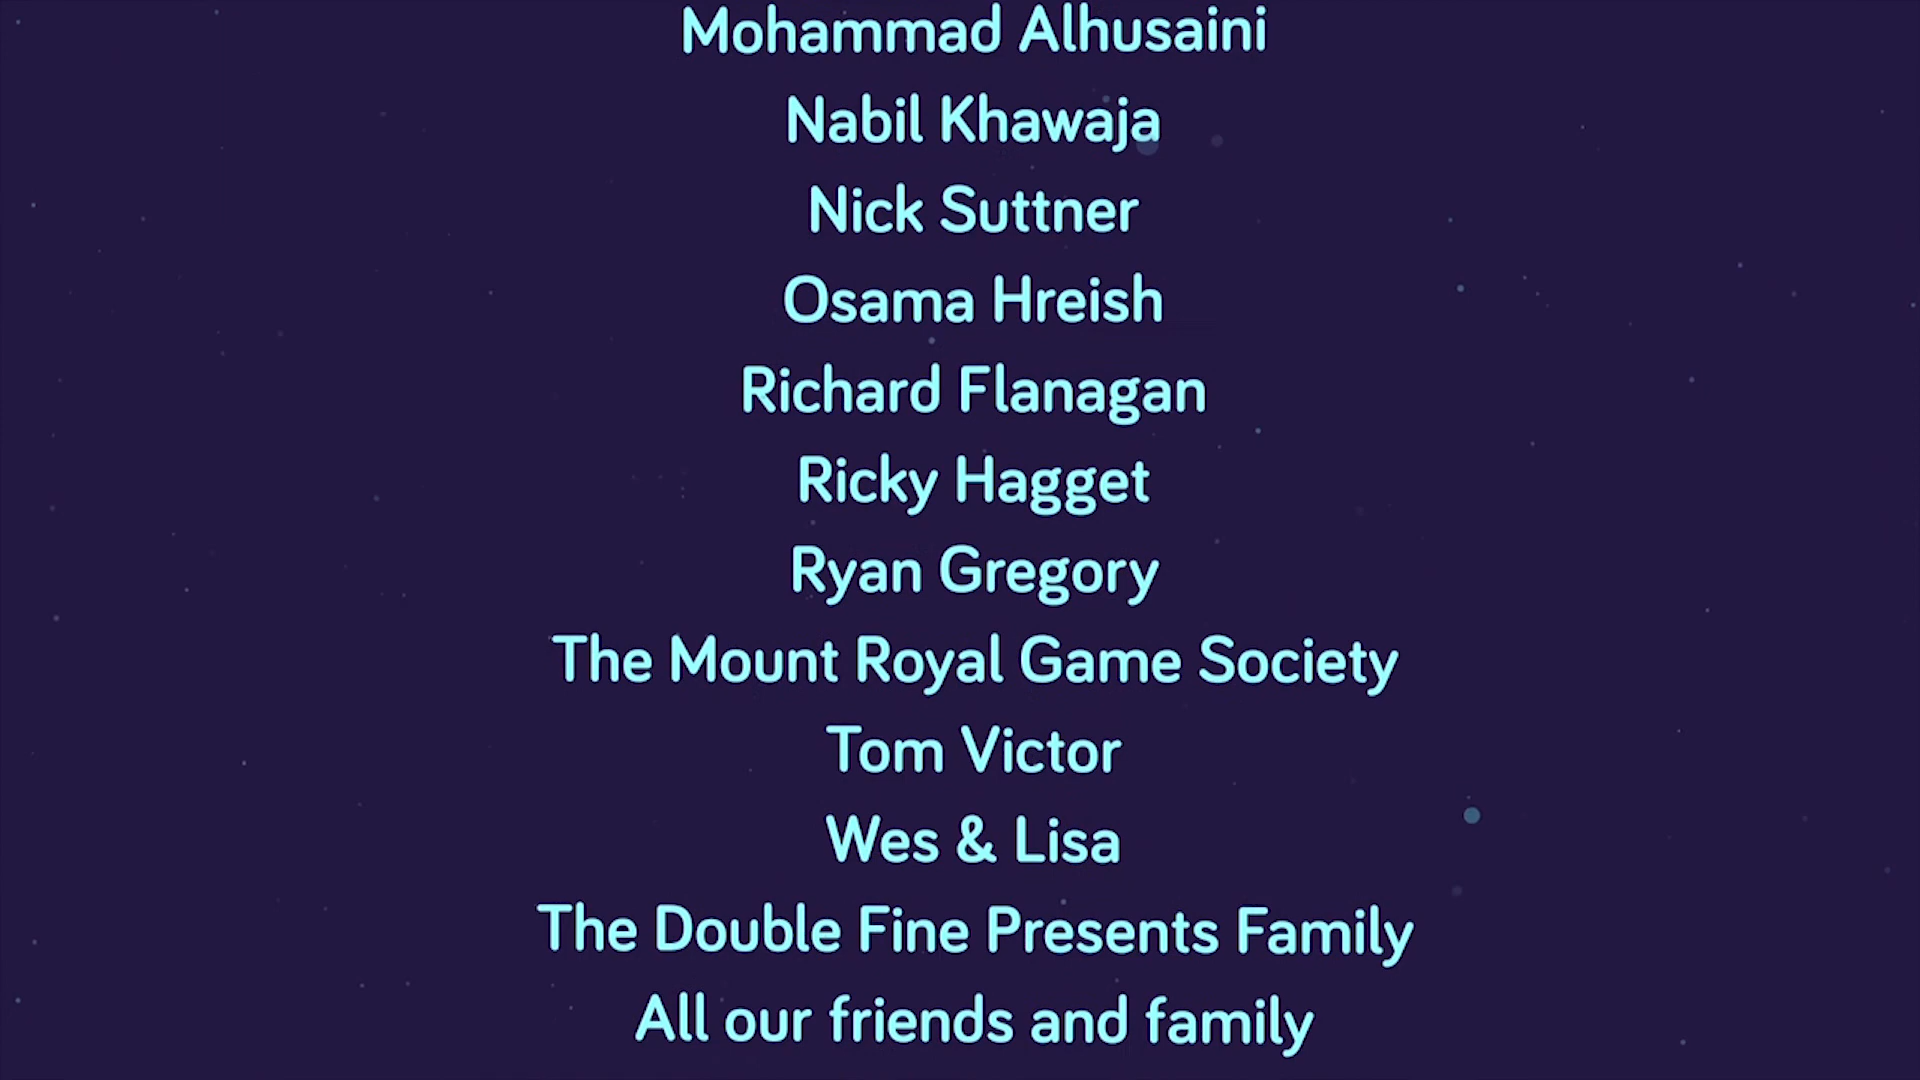 Mohammad Alhusaini
Nabil Khawaja
Nick Suttner
Osama Hreish
Richard Flanagan
Ricky Hagget
Ryan Gregory
The Mount Royal Game Society
Tom Victor
Wes & Lisa
The Double Fine Presents Family
All our friends and family